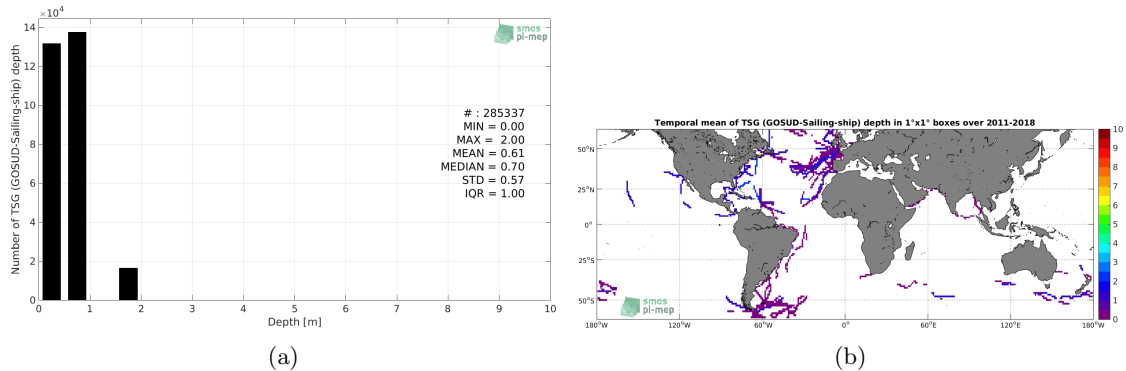 ×10⁴
14
12
10
8
6
4
2
0
Number of TSG (GOSUD-Sailing-ship) depth
smos
pi-mep
# : 285337
MIN = 0.00
MAX = 2.00
MEAN = 0.61
MEDIAN = 0.70
STD = 0.57
IQR = 1.00
0 1 2 3 4 5 6 7 8 9 10
Depth [m]
(a)
Temporal mean of TSG (GOSUD-Sailing-ship) depth in 1°x1° boxes over 2011-2018
50°N
25°N
0°
25°S
50°S
smos
pi-mep
180°W 120°W 60°W 0° 60°E 120°E 180°W
10
9
8
7
6
5
4
3
2
1
0
(b)